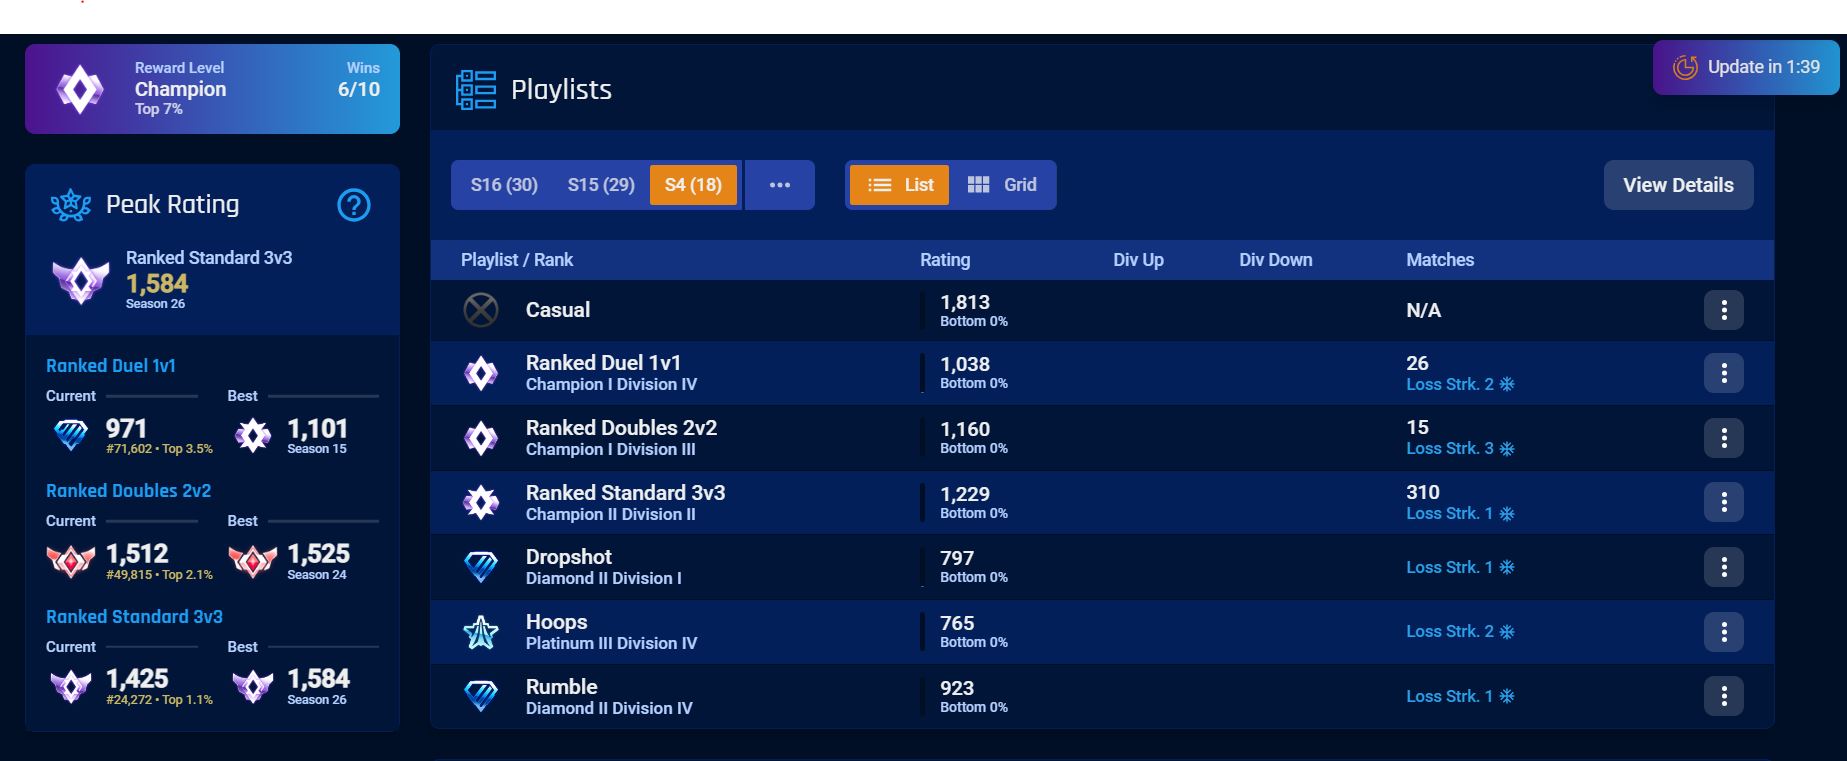 Reward Level
Wins
Champion
6/10
Top 7%
Peak Rating
?
Ranked Standard 3v3
1,584
Season 26
Ranked Duel 1v1
Current
Best
971
#71,602 • Top 3.5%
1,101
Season 15
Ranked Doubles 2v2
Current
Best
1,512
#49,815 • Top 2.1%
1,525
Season 24
Ranked Standard 3v3
Current
Best
1,425
#24,272 • Top 1.1%
1,584
Season 26
Playlists
Update in 1:39
S16 (30)
S15 (29)
S4 (18)
List
Grid
View Details
Playlist / Rank
Rating
Div Up
Div Down
Matches
Casual
1,813
Bottom 0%
N/A
Ranked Duel 1v1
Champion I Division IV
1,038
Bottom 0%
26
Loss Strk. 2
Ranked Doubles 2v2
Champion I Division III
1,160
Bottom 0%
15
Loss Strk. 3
Ranked Standard 3v3
Champion II Division II
1,229
Bottom 0%
310
Loss Strk. 1
Dropshot
Diamond II Division I
797
Bottom 0%
Loss Strk. 1
Hoops
Platinum III Division IV
765
Bottom 0%
Loss Strk. 2
Rumble
Diamond II Division IV
923
Bottom 0%
Loss Strk. 1